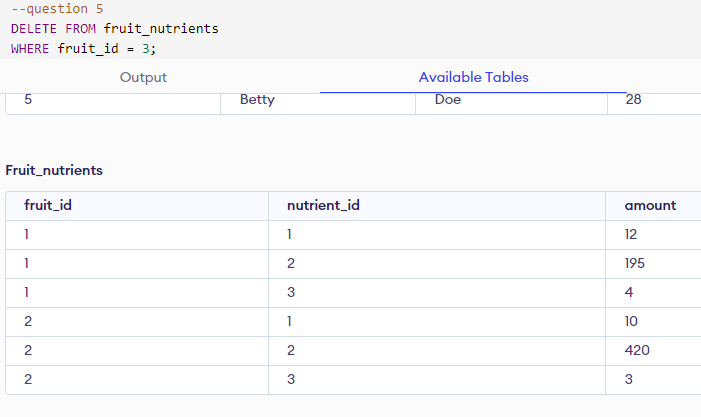 --question 5
DELETE FROM fruit_nutrients
WHERE fruit_id = 3;
Output Available Tables
5 Betty Doe 28
Fruit_nutrients
fruit_id nutrient_id amount
1 1 12
1 2 195
1 3 4
2 1 10
2 2 420
2 3 3